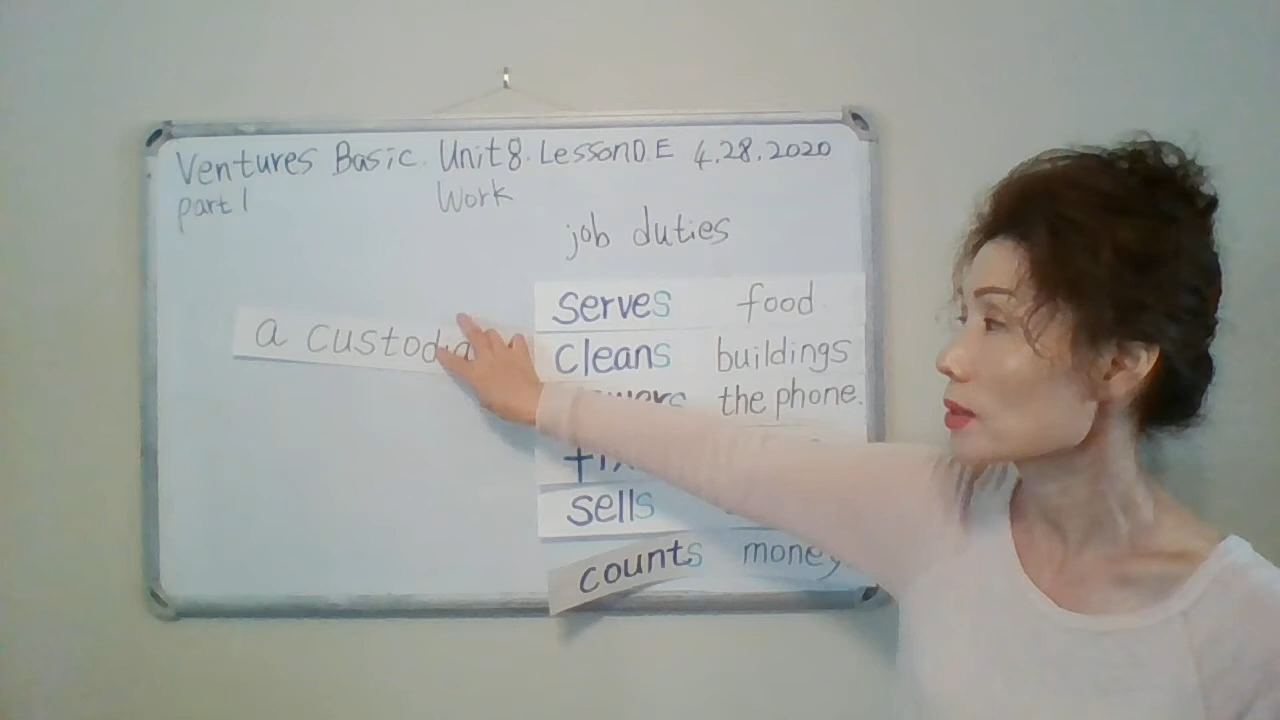 Ventures Basic. Unit 8. Lesson D.E 4.28.2020
part 1 Work
job duties
serves food
a custodia
cleans buildings
the phone.
sells
counts money